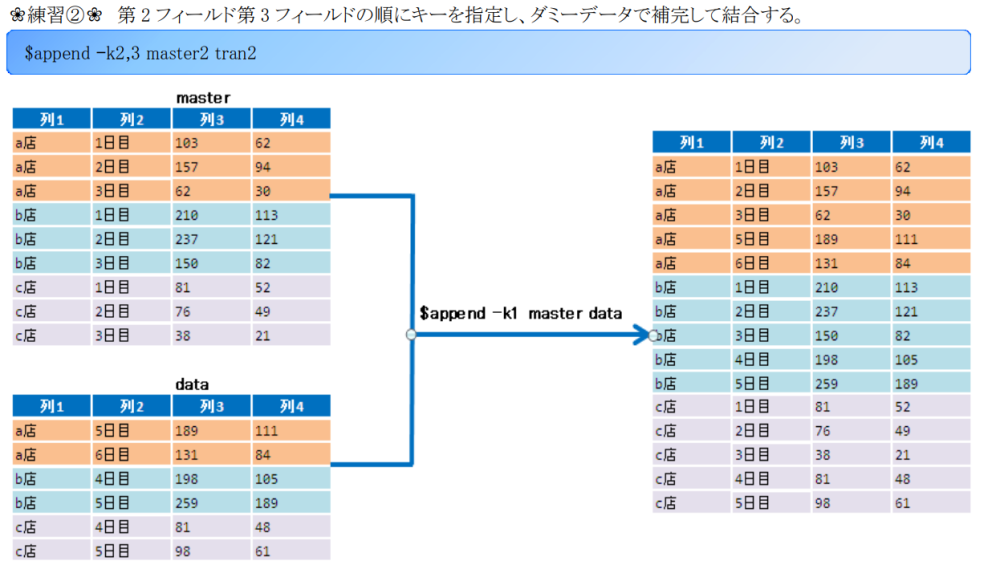 ❀練習②❀ 第2フィールド第3フィールドの順にキーを指定し、ダミーデータで補完して結合する。
$append –k2,3 master2 tran2
master
列1 列2 列3 列4
a店 1日目 103 62
a店 2日目 157 94
a店 3日目 62 30
b店 1日目 210 113
b店 2日目 237 121
b店 3日目 150 82
c店 1日目 81 52
c店 2日目 76 49
c店 3日目 38 21
data
列1 列2 列3 列4
a店 5日目 189 111
a店 6日目 131 84
b店 4日目 198 105
b店 5日目 259 189
c店 4日目 81 48
c店 5日目 98 61
$append –k1 master data
列1 列2 列3 列4
a店 1日目 103 62
a店 2日目 157 94
a店 3日目 62 30
a店 5日目 189 111
a店 6日目 131 84
b店 1日目 210 113
b店 2日目 237 121
b店 3日目 150 82
b店 4日目 198 105
b店 5日目 259 189
c店 1日目 81 52
c店 2日目 76 49
c店 3日目 38 21
c店 4日目 81 48
c店 5日目 98 61